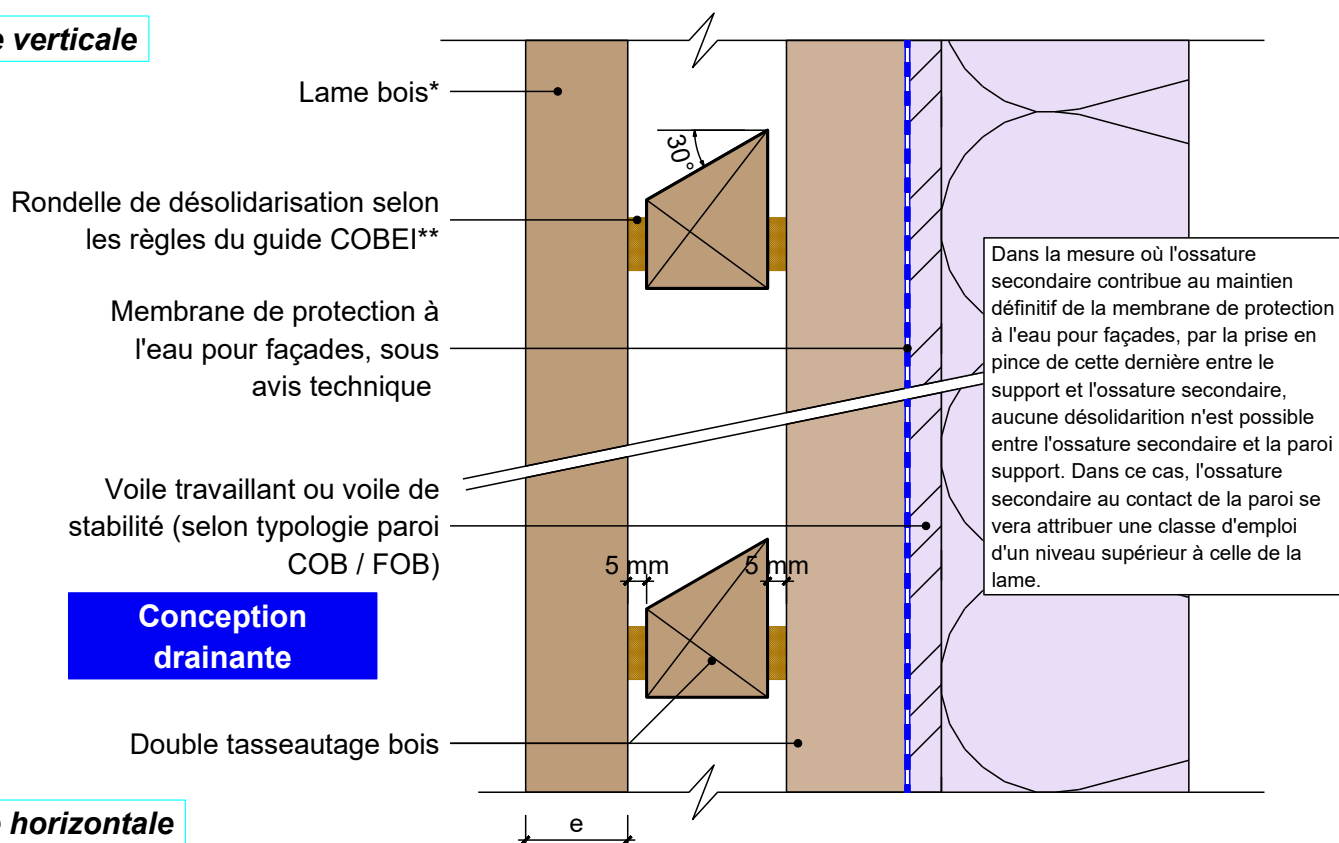 e verticale
Lame bois*
30°
Rondelle de désolidarisation selon
les règles du guide COBEI**
Membrane de protection à
l'eau pour façades, sous
avis technique
Dans la mesure où l'ossature
secondaire contribue au maintien
définitif de la membrane de protection
à l'eau pour façades, par la prise en
pince de cette dernière entre le
support et l'ossature secondaire,
aucune désolidarition n'est possible
entre l'ossature secondaire et la paroi
support. Dans ce cas, l'ossature
secondaire au contact de la paroi se
vera attribuer une classe d'emploi
d'un niveau supérieur à celle de la
lame.
Voile travaillant ou voile de
stabilité (selon typologie paroi
COB / FOB)
5 mm
5 mm
Conception
drainante
Double tasseautage bois
e horizontale
e